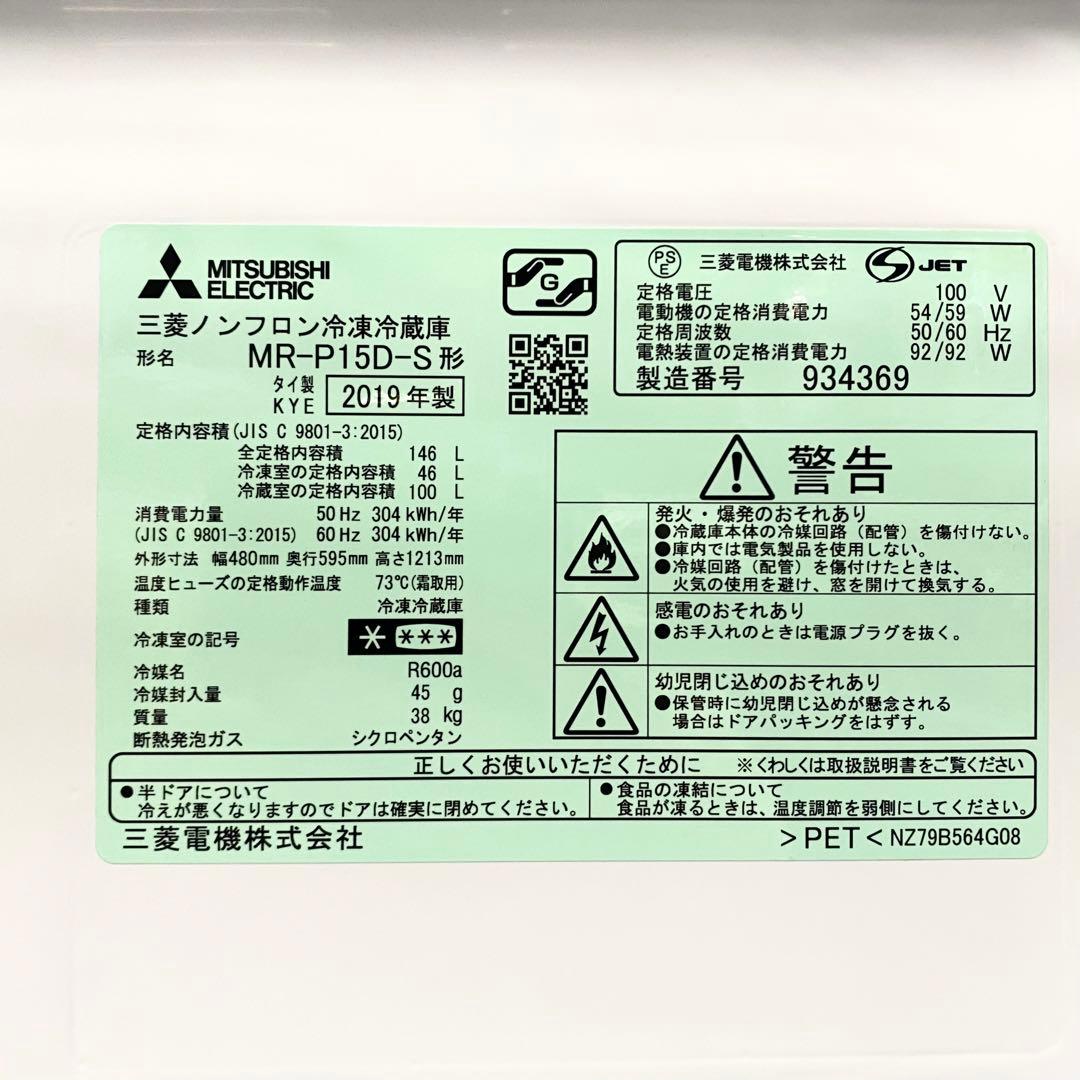 MITSUBISHI
ELECTRIC
三菱ノンフロン冷凍冷蔵庫
形名 MR-P15D-S形
タイ製
KYE 2019年製
定格内容積(JIS C 9801-3:2015)
全定格内容積 146 L
冷凍室の定格内容積 46 L
冷蔵室の定格内容積 100 L
消費電力量 50Hz 304kWh/年
(JIS C 9801-3:2015) 60Hz 304kWh/年
外形寸法 幅480mm 奥行595mm 高さ1213mm
温度ヒューズの定格動作温度 73℃(霜取用)
種類 冷凍冷蔵庫
冷凍室の記号
冷媒名 R600a
冷媒封入量 45 g
質量 38 kg
断熱発泡ガス シクロペンタン
G
PS
E 三菱電機株式会社 JET
定格電圧 100 V
電動機の定格消費電力 54/59 W
定格周波数 50/60 Hz
電熱装置の定格消費電力 92/92 W
製造番号 934369
警告
発火・爆発のおそれあり
●冷蔵庫本体の冷媒回路(配管)を傷付けない。
●庫内では電気製品を使用しない。
●冷媒回路(配管)を傷付けたときは、
火気の使用を避け、窓を開けて換気する。
感電のおそれあり
●お手入れのときは電源プラグを抜く。
幼児閉じ込めのおそれあり
●保管時に幼児閉じ込めが懸念される
場合はドアパッキングをはずす。
正しくお使いいただくために ※くわしくは取扱説明書をご覧ください
●半ドアについて
冷えが悪くなりますのでドアは確実に閉めてください。
●食品の凍結について
食品が凍るときは、温度調節を弱側にしてください。
三菱電機株式会社
>PET< NZ79B564G08